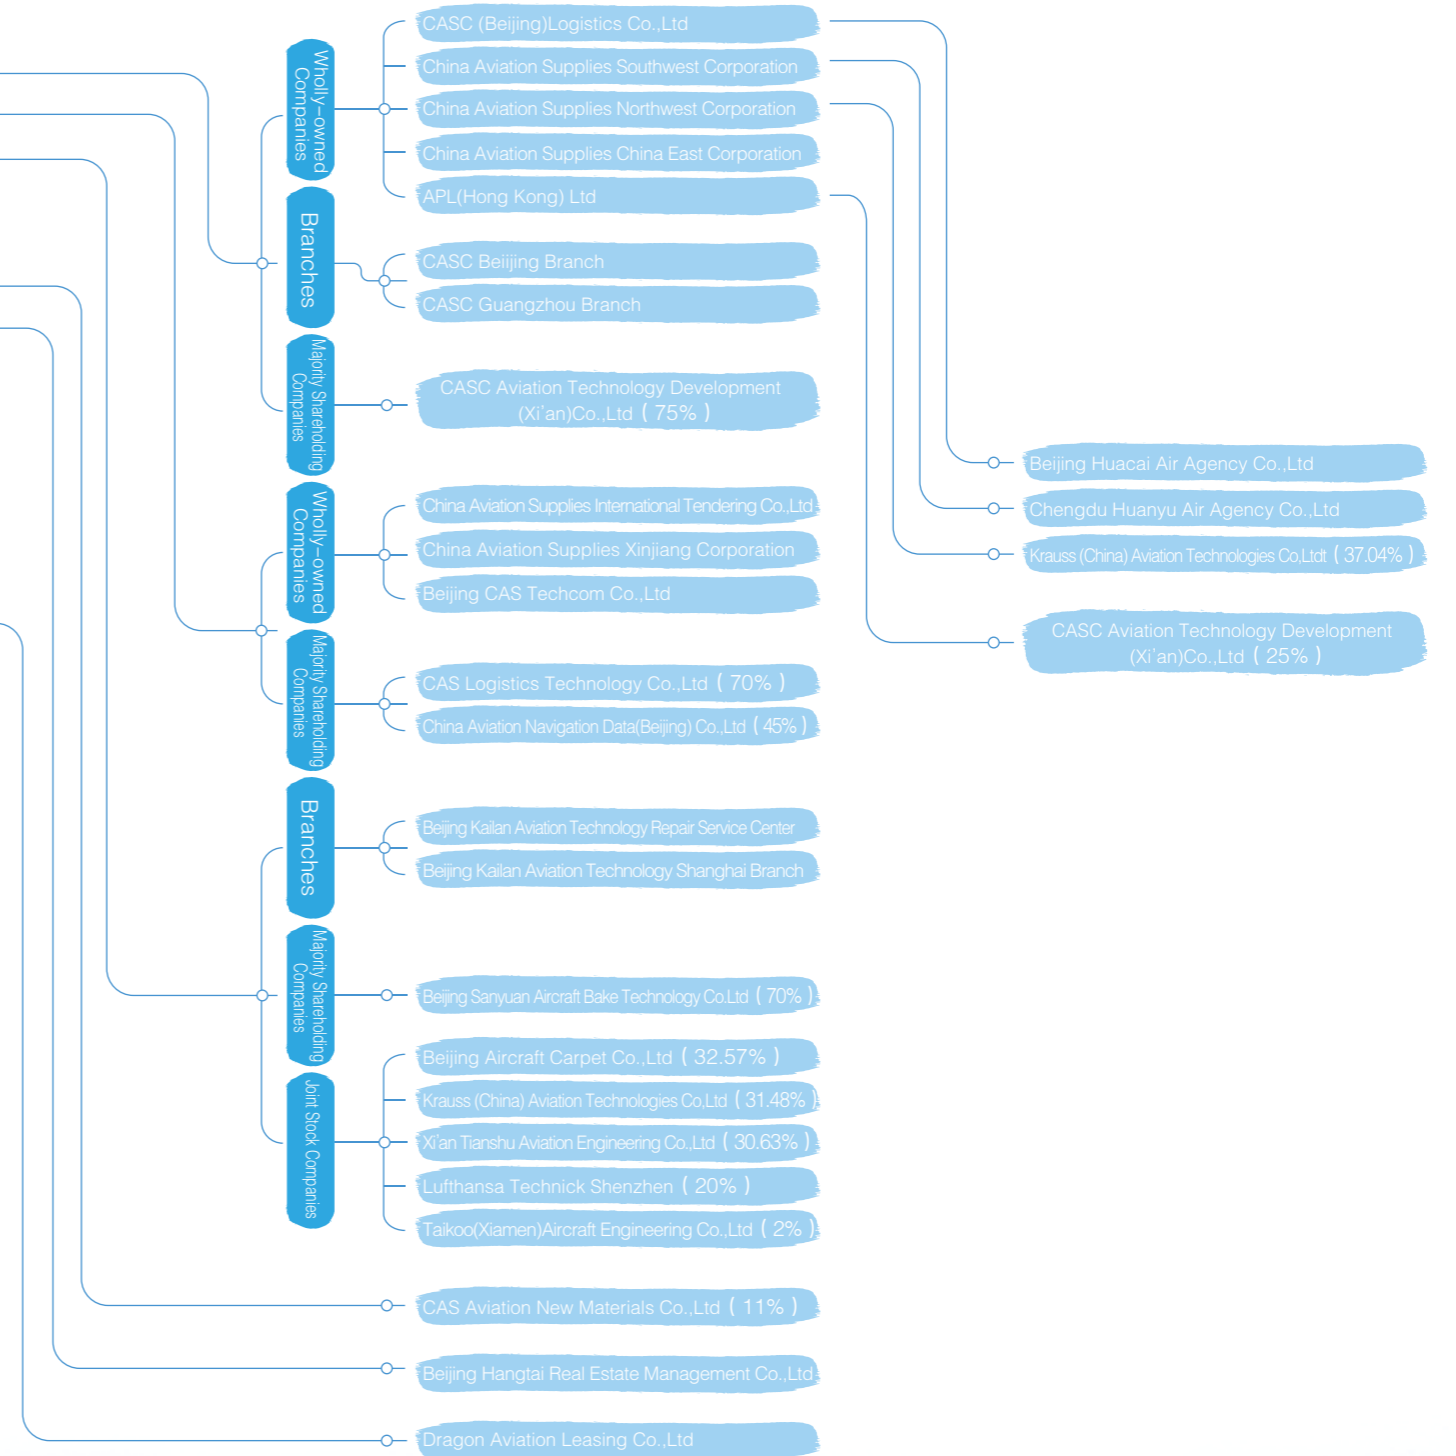 Wholly-owned
Companies
CASC (Beijing)Logistics Co.,Ltd
China Aviation Supplies Southwest Corporation
China Aviation Supplies Northwest Corporation
China Aviation Supplies China East Corporation
APL(Hong Kong) Ltd
Branches
CASC Beiijing Branch
CASC Guangzhou Branch
Majority Shareholding
Companies
CASC Aviation Technology Development
(Xi'an)Co.,Ltd ( 75% )
Wholly-owned
Companies
China Aviation Supplies International Tendering Co.,Ltd
China Aviation Supplies Xinjiang Corporation
Beijing CAS Techcom Co.,Ltd
Majority Shareholding
Companies
CAS Logistics Technology Co.,Ltd ( 70% )
China Aviation Navigation Data(Beijing) Co.,Ltd ( 45% )
Branches
Beijing Kailan Aviation Technology Repair Service Center
Beijing Kailan Aviation Technology Shanghai Branch
Majority Shareholding
Companies
Beijing Sanyuan Aircraft Bake Technology Co.Ltd ( 70% )
Joint Stock Companies
Beijing Aircraft Carpet Co.,Ltd ( 32.57% )
Krauss (China) Aviation Technologies Co,Ltd ( 31.48% )
Xi'an Tianshu Aviation Engineering Co.,Ltd ( 30.63% )
Lufthansa Technick Shenzhen ( 20% )
Taikoo(Xiamen)Aircraft Engineering Co.,Ltd ( 2% )
CAS Aviation New Materials Co.,Ltd ( 11% )
Beijing Hangtai Real Estate Management Co.,Ltd
Dragon Aviation Leasing Co.,Ltd
Beijing Huacai Air Agency Co.,Ltd
Chengdu Huanyu Air Agency Co.,Ltd
Krauss (China) Aviation Technologies Co,Ltdt ( 37.04% )
CASC Aviation Technology Development
(Xi'an)Co.,Ltd ( 25% )